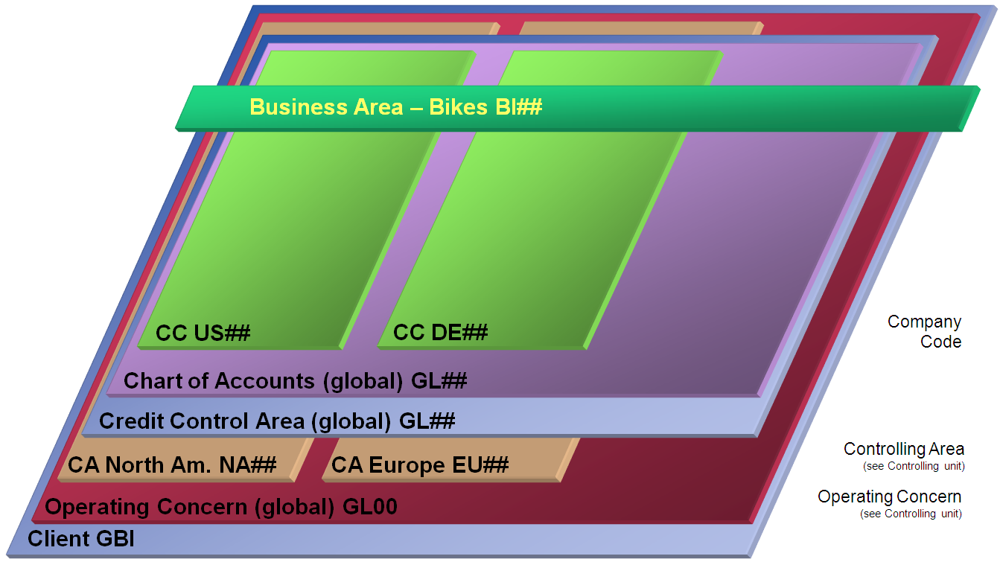 Business Area – Bikes BI##
CC US##
CC DE##
Company
Code
Chart of Accounts (global) GL##
Credit Control Area (global) GL##
CA North Am. NA##
CA Europe EU##
Controlling Area
(see Controlling unit)
Operating Concern (global) GL00
Operating Concern
(see Controlling unit)
Client GBI